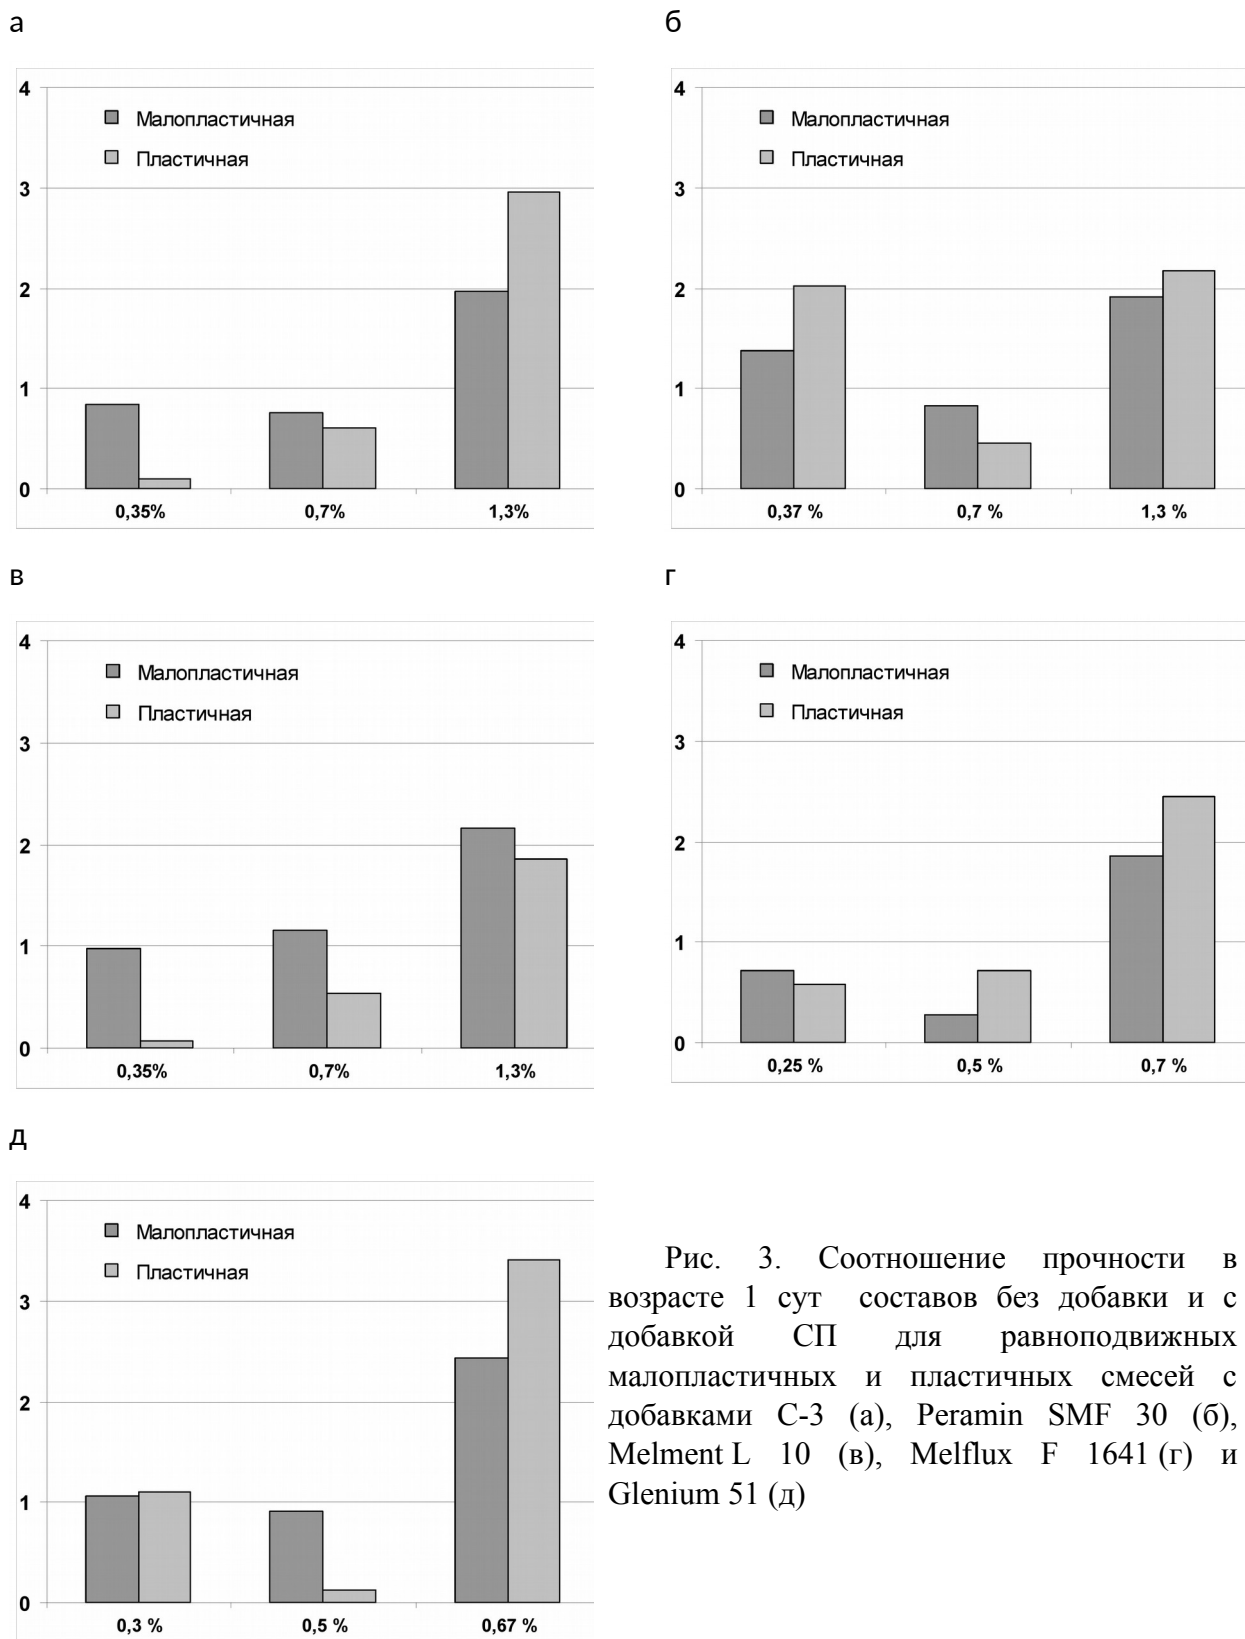 а
4
3
2
1
0
Малопластичная
Пластичная
0,35%
0,7%
1,3%
б
4
3
2
1
0
Малопластичная
Пластичная
0,37 %
0,7 %
1,3 %
в
4
3
2
1
0
Малопластичная
Пластичная
0,35%
0,7%
1,3%
г
4
3
2
1
0
Малопластичная
Пластичная
0,25 %
0,5 %
0,7 %
д
4
3
2
1
0
Малопластичная
Пластичная
0,3 %
0,5 %
0,67 %
Рис. 3. Соотношение прочности в
возрасте 1 сут составов без добавки и с
добавкой СП для равноподвижных
малопластичных и пластичных смесей с
добавками С-3 (а), Peramin SMF 30 (б),
Melment L 10 (в), Melflux F 1641 (г) и
Glenium 51 (д)